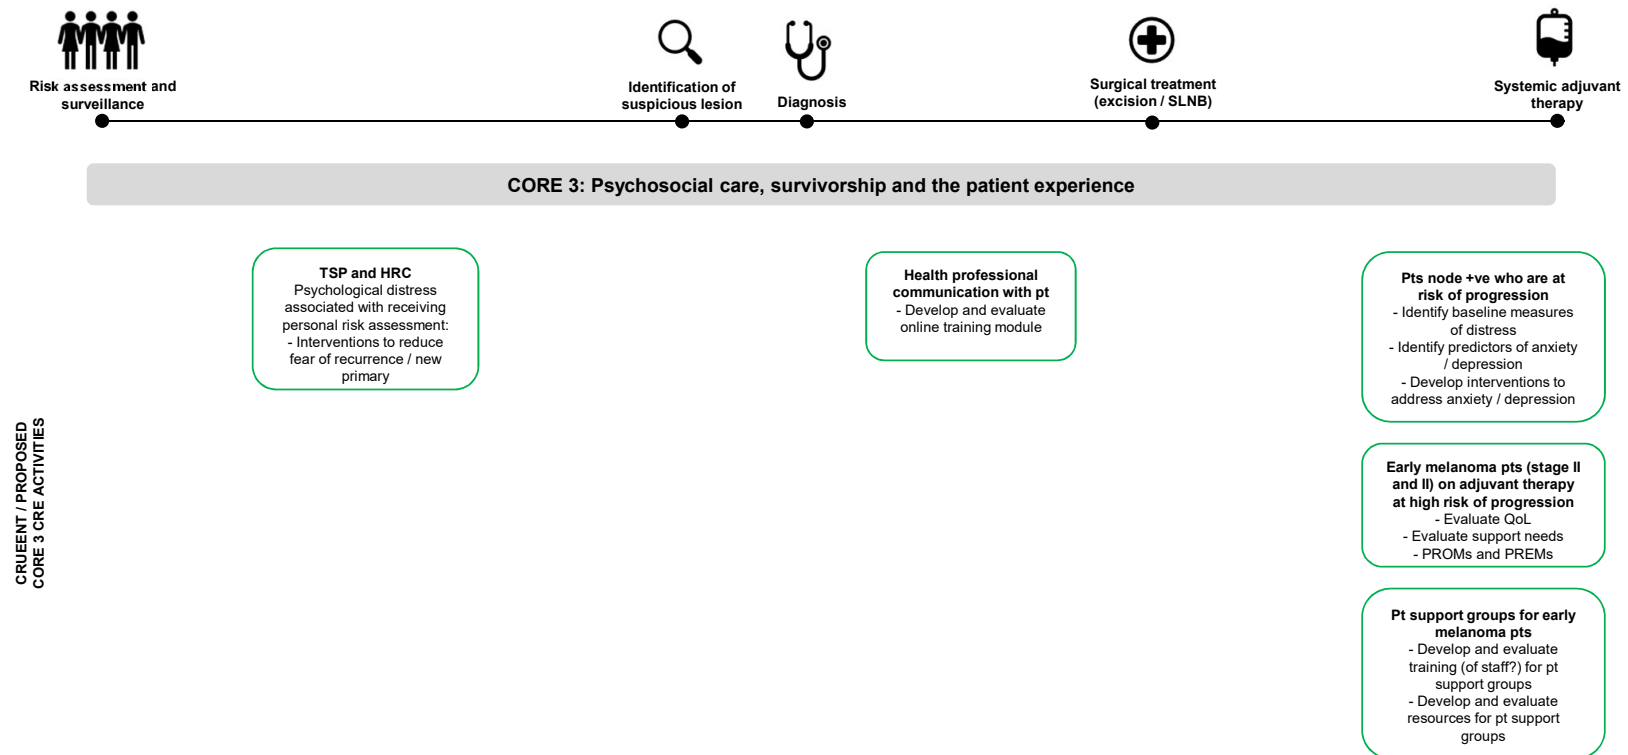 Risk assessment and
surveillance
Identification of
suspicious lesion
Diagnosis
Surgical treatment
(excision / SLNB)
Systemic adjuvant
therapy
CORE 3: Psychosocial care, survivorship and the patient experience
TSP and HRC
Psychological distress
associated with receiving
personal risk assessment:
- Interventions to reduce
fear of recurrence / new
primary
Health professional
communication with pt
- Develop and evaluate
online training module
Pts node +ve who are at
risk of progression
- Identify baseline measures
of distress
- Identify predictors of anxiety
/ depression
- Develop interventions to
address anxiety / depression
Early melanoma pts (stage II
and II) on adjuvant therapy
at high risk of progression
- Evaluate QoL
- Evaluate support needs
- PROMs and PREMs
Pt support groups for early
melanoma pts
- Develop and evaluate
training (of staff?) for pt
support groups
- Develop and evaluate
resources for pt support
groups
CRUEENT / PROPOSED
CORE 3 CRE ACTIVITIES